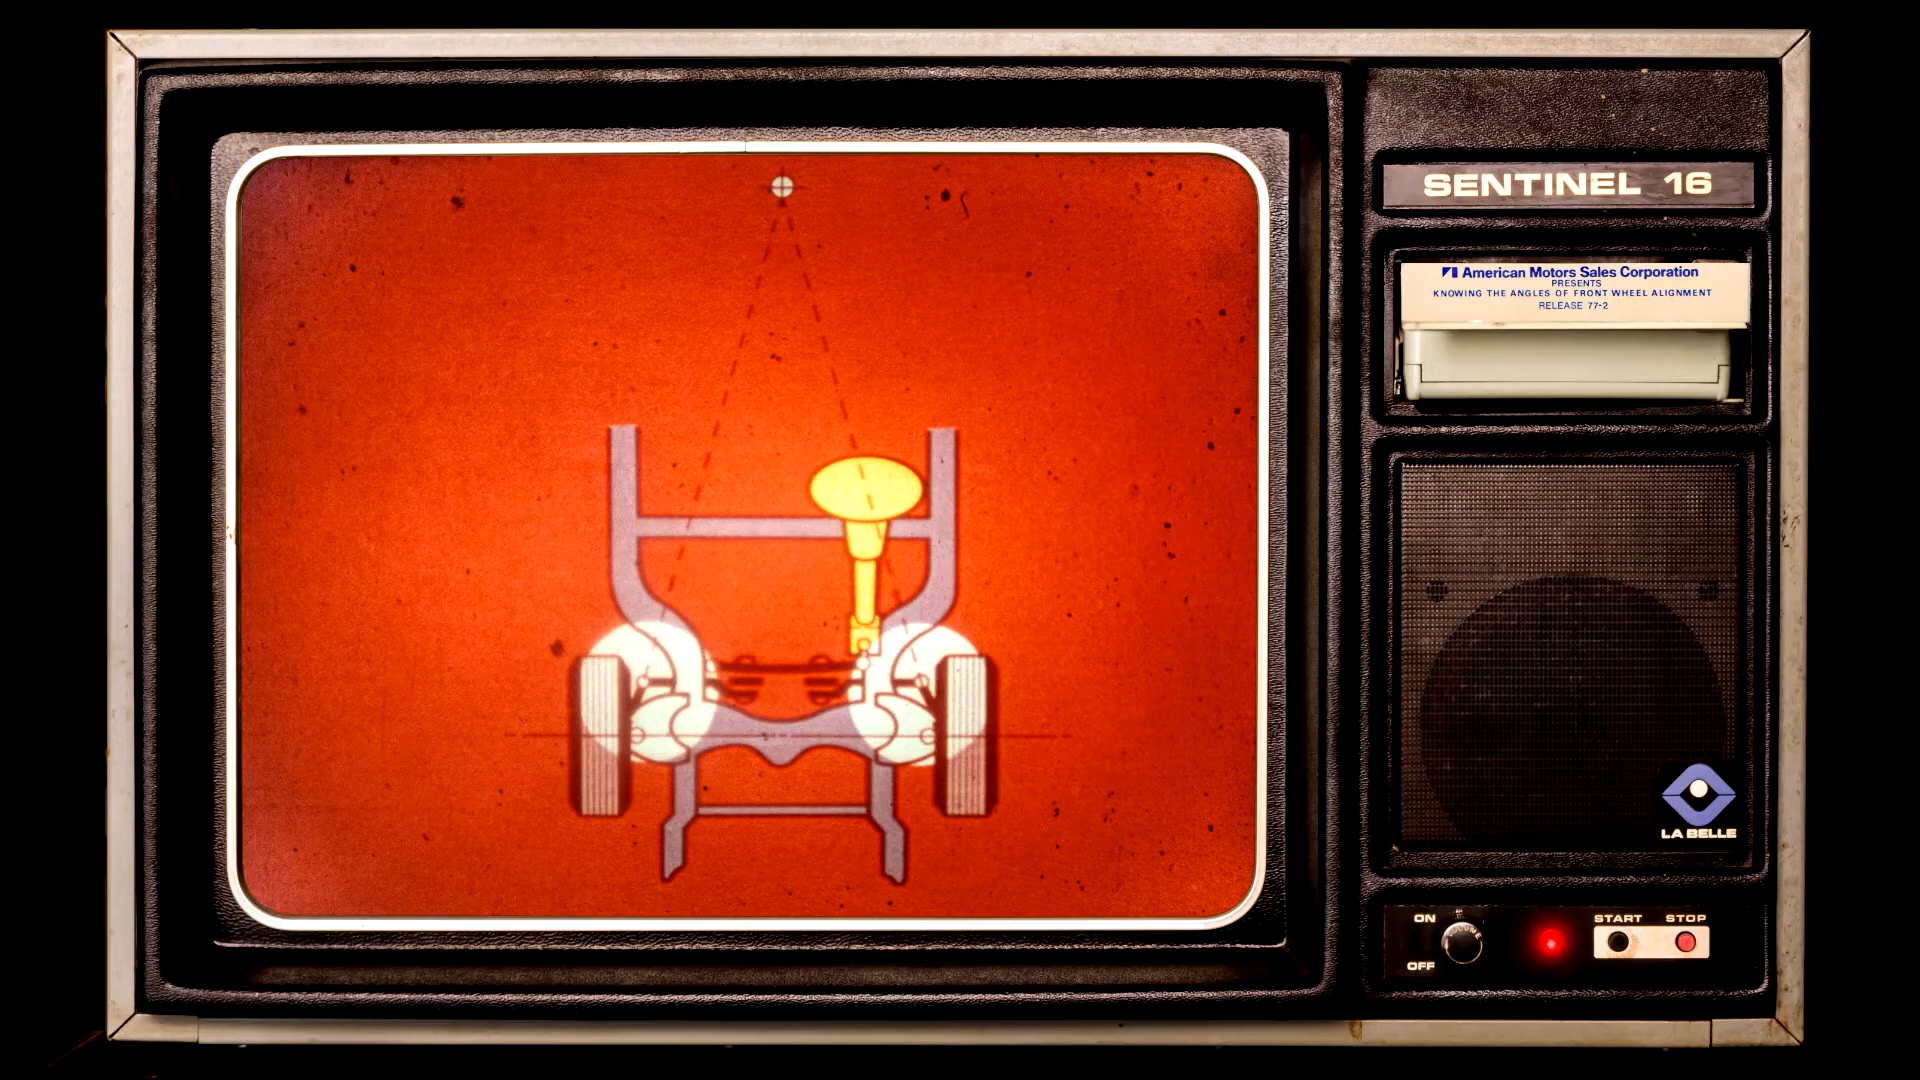 SENTINEL 16
American Motors Sales Corporation
PRESENTS
KNOWING THE ANGLES OF FRONT WHEEL ALIGNMENT
RELEASE 77-2
LA BELLE
ON
OFF
VOLUME
START
STOP